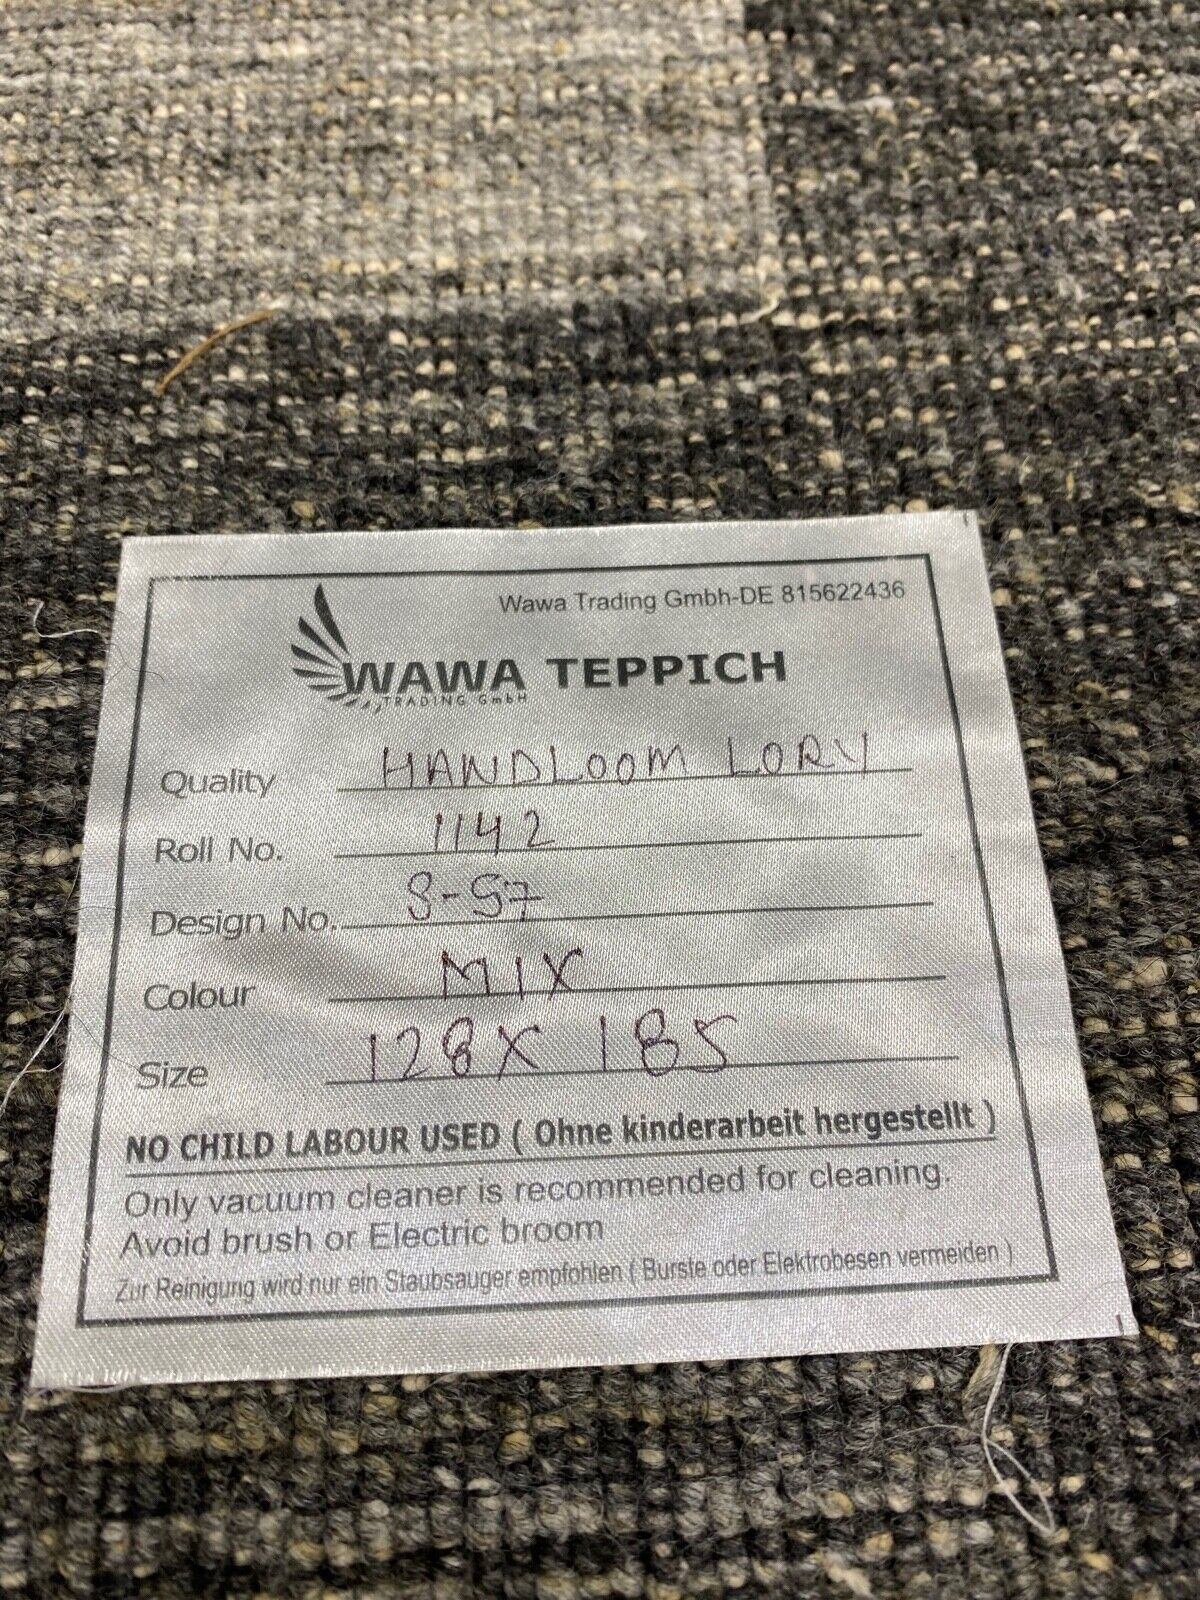 Wawa Trading Gmbh-DE 815622436
WAWA TEPPICH
TRADING GmbH
Quality HANDLOOM LORY
Roll No. 1142
Design No. S-57
Colour MIX
Size 128X 185
NO CHILD LABOUR USED ( Ohne kinderarbeit hergestellt )
Only vacuum cleaner is recommended for cleaning.
Avoid brush or Electric broom
Zur Reinigung wird nur ein Staubsauger empfohlen ( Burste oder Elektrobesen vermeiden )